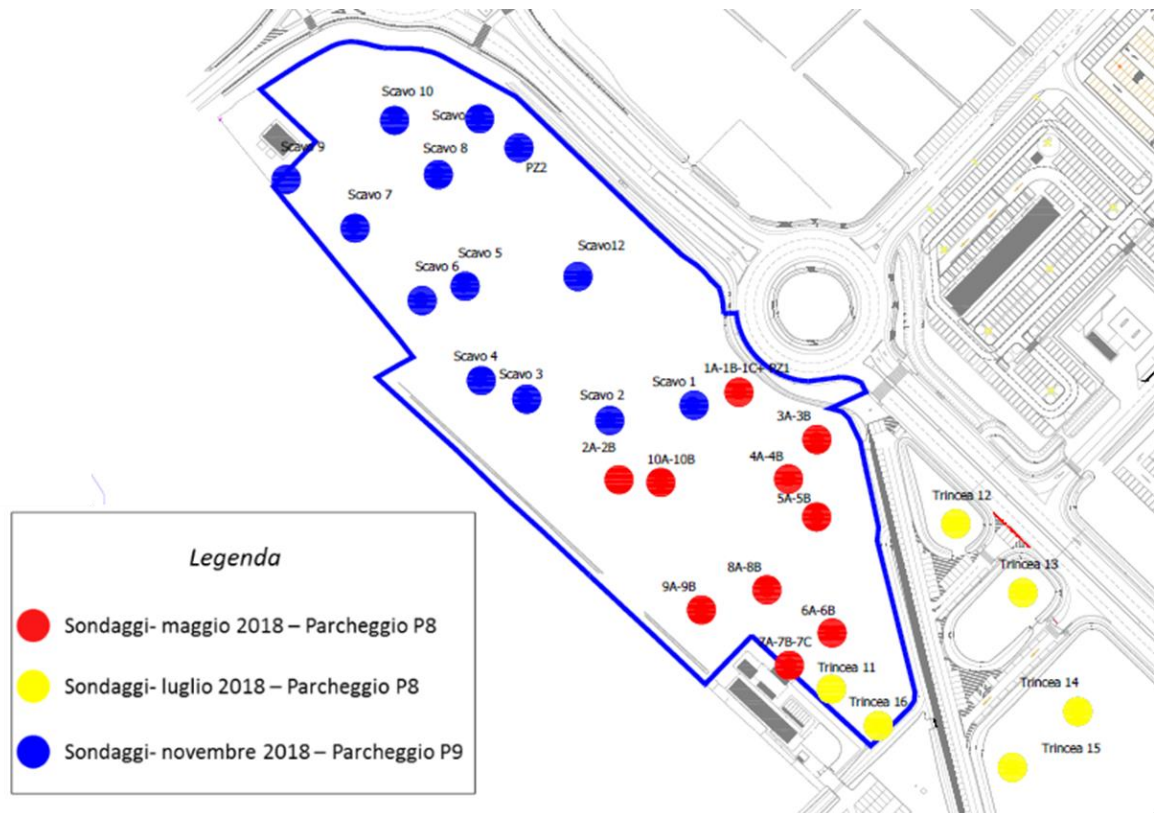 Scavo 10
Scavo
Scavo 9
Scavo 8
PZ2
Scavo 7
Scavo12
Scavo 5
Scavo 6
Scavo 4
Scavo 3
Scavo 2
Scavo 1
1A-1B-1C+ PZ1
3A-3B
2A-2B
10A-10B
4A-4B
5A-5B
Trincea 12
Trincea 13
8A-8B
9A-9B
6A-6B
7A-7B-7C
Trincea 11
Trincea 16
Trincea 14
Trincea 15
Legenda
Sondaggi- maggio 2018 – Parcheggio P8
Sondaggi- luglio 2018 – Parcheggio P8
Sondaggi- novembre 2018 – Parcheggio P9